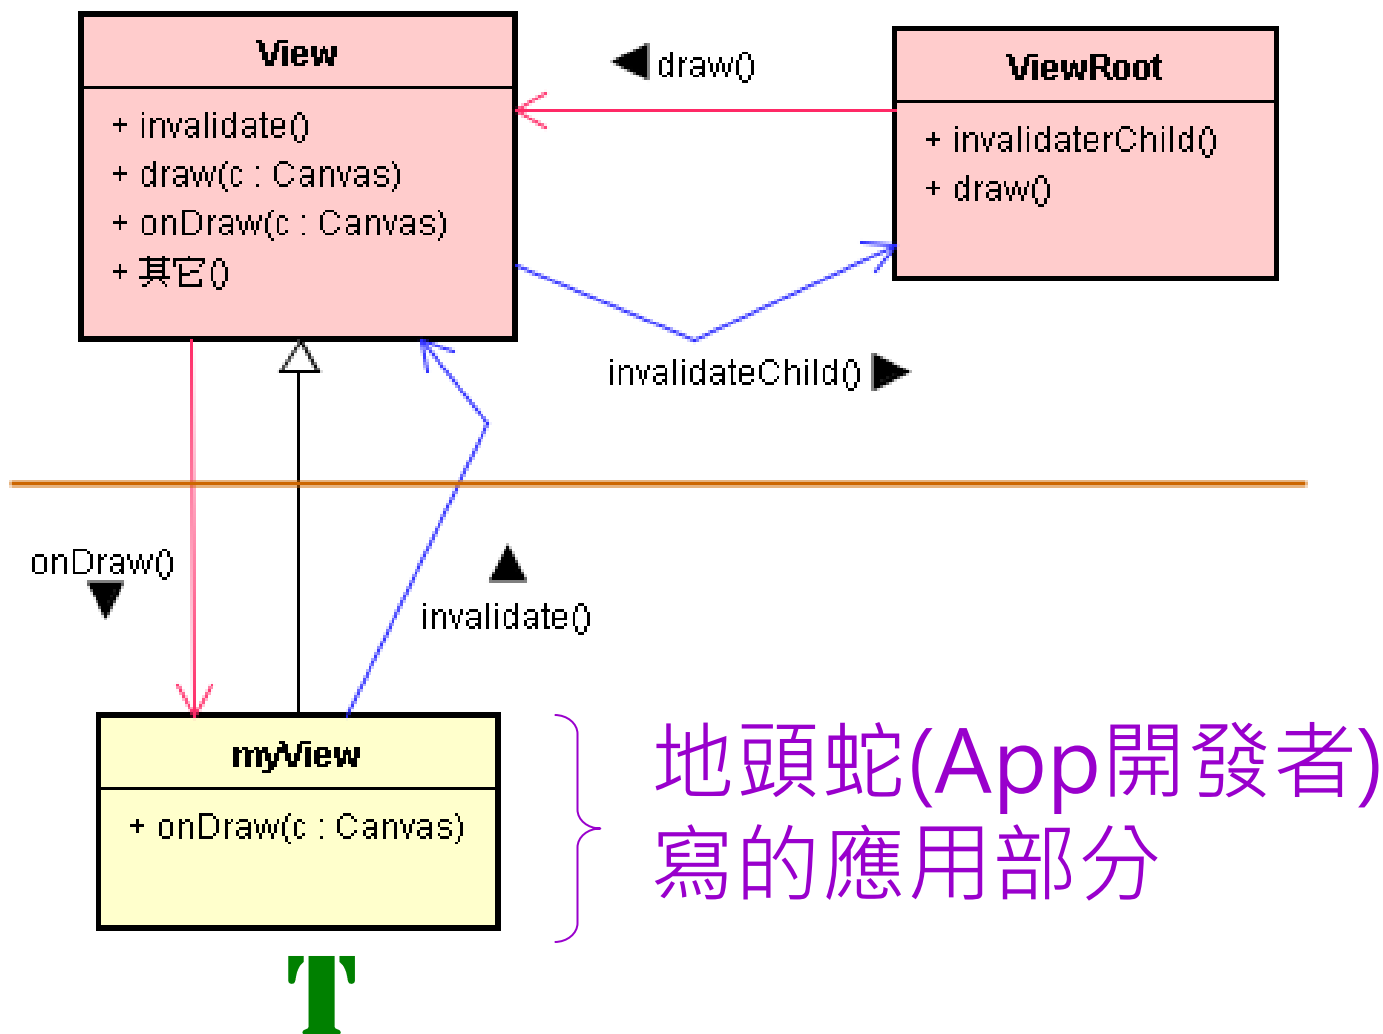 View
+ invalidate()
+ draw(c : Canvas)
+ onDraw(c : Canvas)
+ 其它()
draw()
ViewRoot
+ invalidaterChild()
+ draw()
invalidateChild()
onDraw()
invalidate()
myView
+ onDraw(c : Canvas)
地頭蛇(App開發者)
寫的應用部分
T